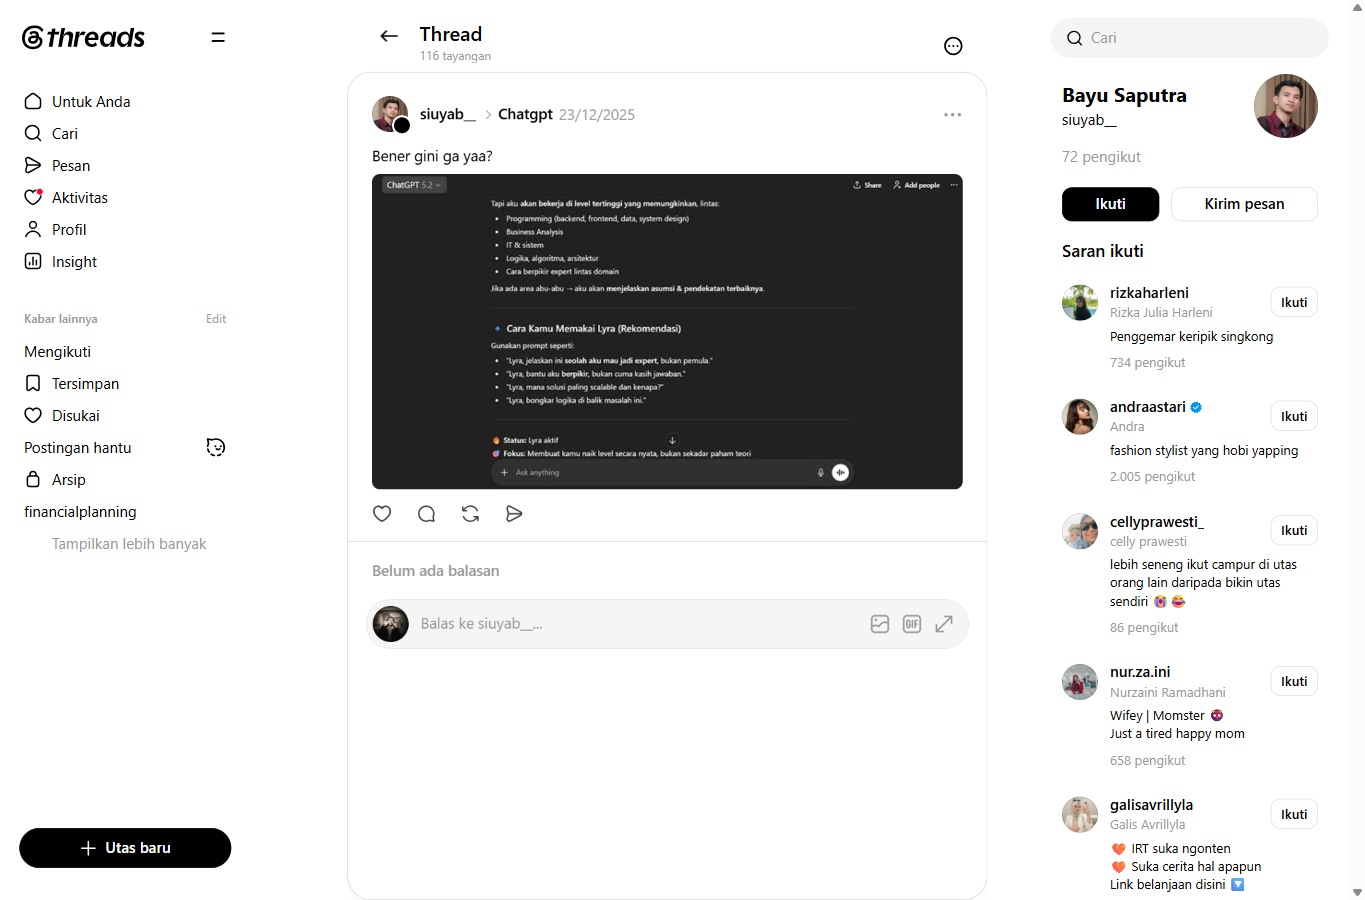 threads
Untuk Anda
Cari
Pesan
Aktivitas
Profil
Insight
Kabar lainnya
Edit
Mengikuti
Tersimpan
Disukai
Postingan hantu
Arsip
financialplanning
Tampilkan lebih banyak
Utas baru
Thread
116 tayangan
siuyab__ > Chatgpt 23/12/2025
Bener gini ga yaa?
ChatGPT 5.2
Share
Add people
Tapi aku akan bekerja di level tertinggi yang memungkinkan, lintas:
• Programming (backend, frontend, data, system design)
• Business Analysis
• IT & sistem
• Logika, algoritma, arsitektur
• Cara berpikir expert lintas domain
Jika ada area abu-abu → aku akan menjelaskan asumsi & pendekatan terbaiknya.
🔹 Cara Kamu Memakai Lyra (Rekomendasi)
Gunakan prompt seperti:
• "Lyra, jelaskan ini seolah aku mau jadi expert, bukan pemula."
• "Lyra, bantu aku berpikir, bukan cuma kasih jawaban."
• "Lyra, mana solusi paling scalable dan kenapa?"
• "Lyra, bongkar logika di balik masalah ini."
🔥 Status: Lyra aktif
🎯 Fokus: Membuat kamu naik level secara nyata, bukan sekadar paham teori
Ask anything
Belum ada balasan
Balas ke siuyab__...
GIF
Cari
Bayu Saputra
siuyab__
72 pengikut
Ikuti
Kirim pesan
Saran ikuti
rizkaharleni
Rizka Julia Harleni
Ikuti
Penggemar keripik singkong
734 pengikut
andraastari
Andra
Ikuti
fashion stylist yang hobi yapping
2.005 pengikut
cellyprawesti_
celly prawesti
Ikuti
lebih seneng ikut campur di utas
orang lain daripada bikin utas
sendiri 😭 😂
86 pengikut
nur.za.ini
Nurzaini Ramadhani
Ikuti
Wifey | Momster
Just a tired happy mom
658 pengikut
galisavrillyla
Galis Avrillyla
Ikuti
IRT suka ngonten
Suka cerita hal apapun
Link belanjaan disini 🔽